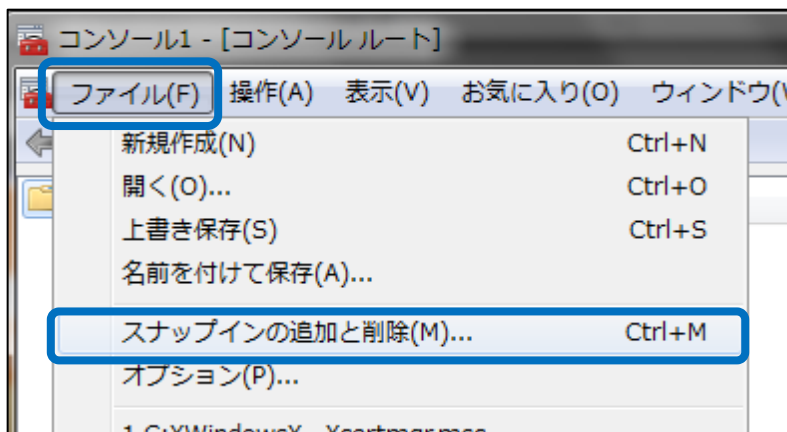 コンソール1 - [コンソール ルート]
ファイル(F) 操作(A) 表示(V) お気に入り(O) ウィンドウ(
新規作成(N) Ctrl+N
開く(O)... Ctrl+O
上書き保存(S) Ctrl+S
名前を付けて保存(A)...
スナップインの追加と削除(M)... Ctrl+M
オプション(P)...